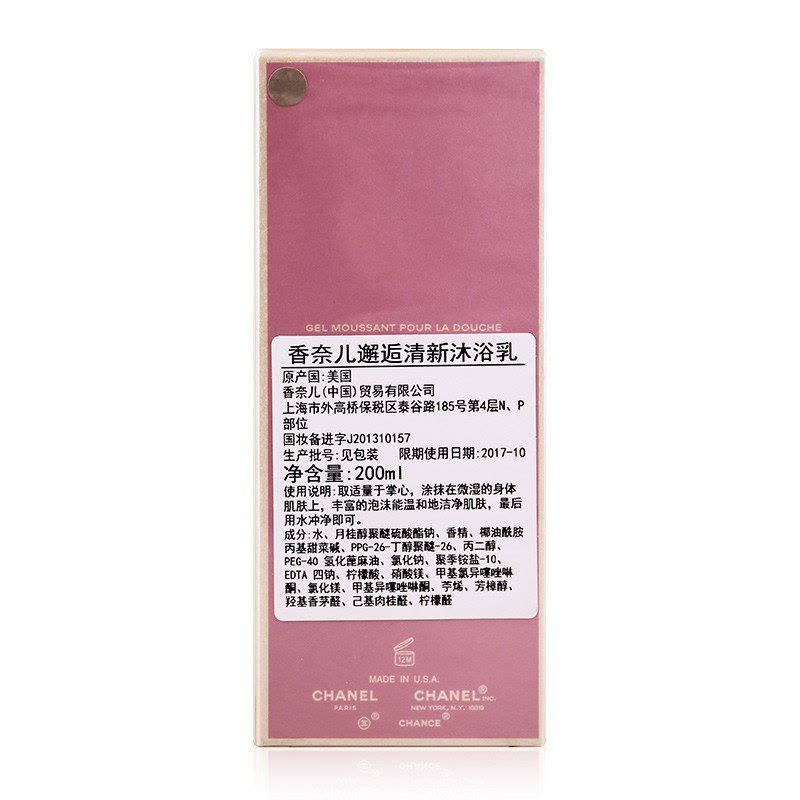 GEL MOUSSANT POUR LA DOUCHE
香奈儿邂逅清新沐浴乳
原产国:美国
香奈儿(中国)贸易有限公司
上海市外高桥保税区泰谷路185号第4层N、P
部位
国妆备进字J201310157
生产批号:见包装 限期使用日期:2017-10
净含量:200ml
使用说明:取适量于掌心，涂抹在微湿的身体
肌肤上，丰富的泡沫能温和地洁净肌肤，最后
用水冲净即可。
成分:水、月桂醇聚醚硫酸酯钠、香精、椰油酰胺
丙基甜菜碱、PPG-26-丁醇聚醚-26、丙二醇、
PEG-40 氢化蓖麻油、氯化钠、聚季铵盐-10、
EDTA 四钠、柠檬酸、硝酸镁、甲基氯异噻唑啉
酮、氯化镁、甲基异噻唑啉酮、苧烯、芳樟醇、
羟基香茅醛、己基肉桂醛、柠檬醛
12M
MADE IN U.S.A.
CHANEL CHANEL® INC.
PARIS NEW YORK, N.Y. 10019
® CHANCE®